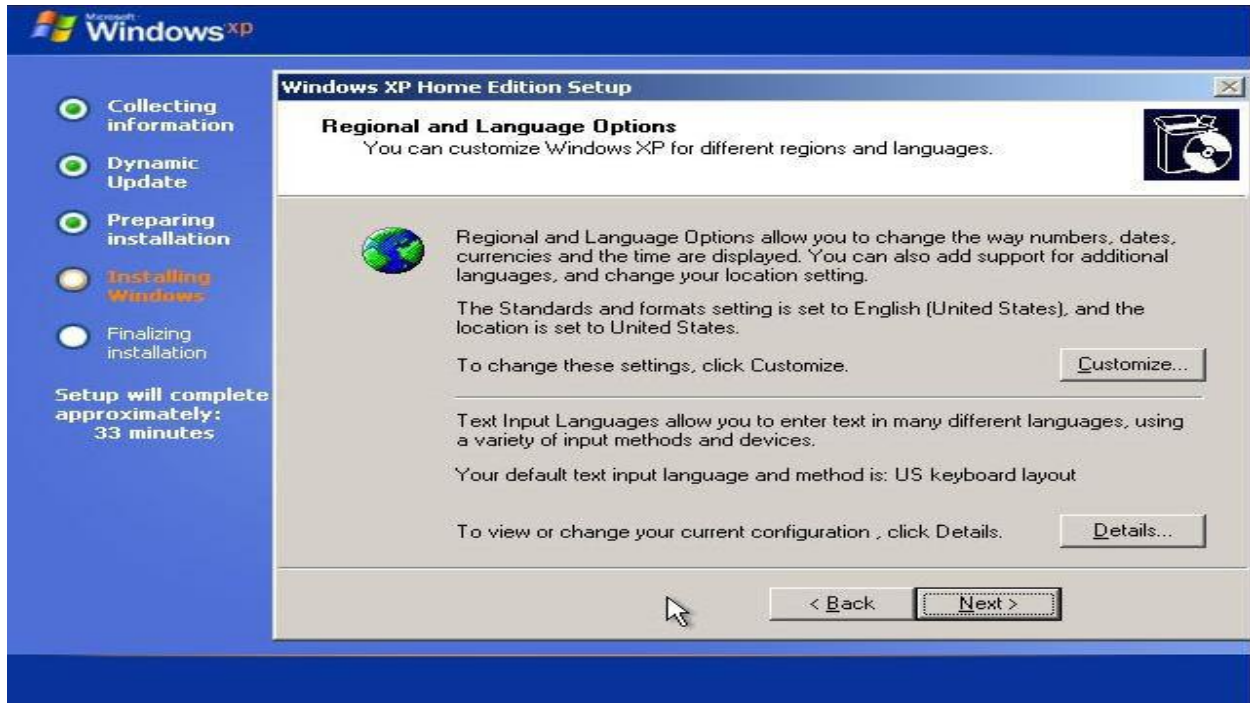 Microsoft
Windows xp
Collecting
information
Dynamic
Update
Preparing
installation
Installing
Windows
Finalizing
installation
Setup will complete
approximately:
33 minutes
Windows XP Home Edition Setup
Regional and Language Options
You can customize Windows XP for different regions and languages.
Regional and Language Options allow you to change the way numbers, dates,
currencies and the time are displayed. You can also add support for additional
languages, and change your location setting.
The Standards and formats setting is set to English (United States), and the
location is set to United States.
To change these settings, click Customize.
Customize...
Text Input Languages allow you to enter text in many different languages, using
a variety of input methods and devices.
Your default text input language and method is: US keyboard layout
To view or change your current configuration , click Details.
Details...
< Back
Next >